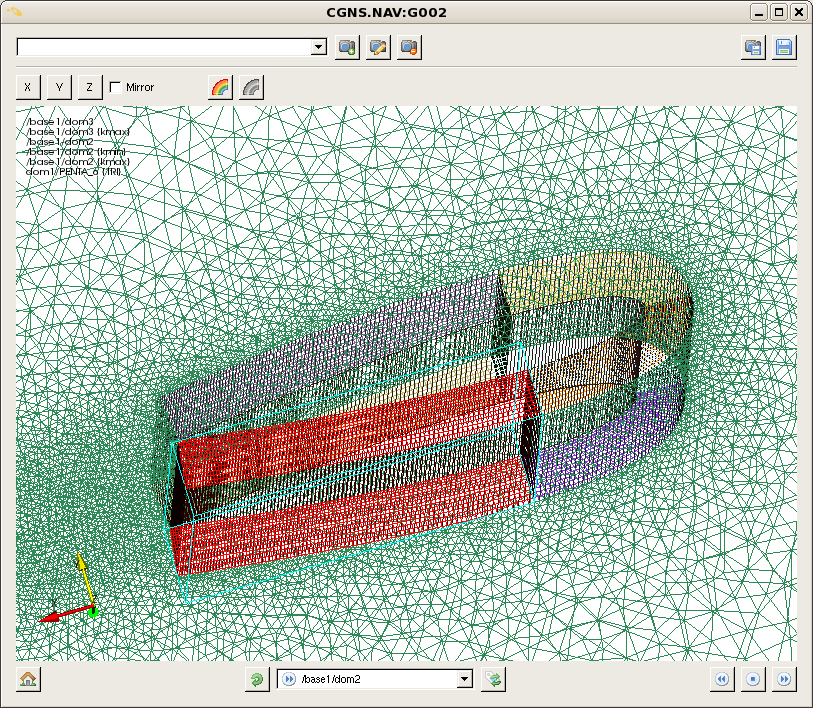 CGNS.NAV:G002
X Y Z Mirror
/base1/dom3
/base1/dom3 {kmax}
/base1/dom2
/base1/dom2 {kmin}
/base1/dom2 {kmax}
dom1/PENTA_6 {TRI}
/base1/dom2